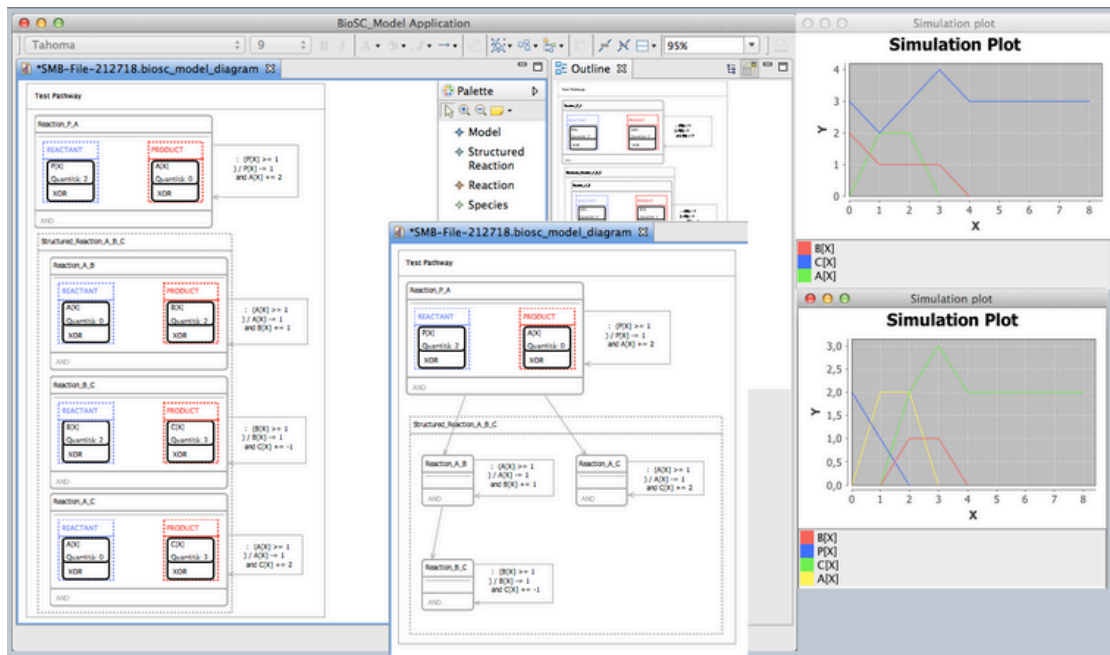 BioSC_Model Application
Tahoma
9
95%
*SMB-File-212718.biosc_model_diagram
Test Pathway
Reaction_P_A
REACTANT
PRODUCT
P[X]
Quantità: 2
XOR
A[X]
Quantità: 0
XOR
: (P[X] >= 1
) / P[X] -= 1
and A[X] += 2
AND
Structured_Reaction_A_B_C
Reaction_A_B
REACTANT
PRODUCT
A[X]
Quantità: 0
XOR
B[X]
Quantità: 2
XOR
: (A[X] >= 1
) / A[X] -= 1
and B[X] += 1
AND
Reaction_B_C
REACTANT
PRODUCT
B[X]
Quantità: 2
XOR
C[X]
Quantità: 3
XOR
: (B[X] >= 1
) / B[X] -= 1
and C[X] += -1
AND
Reaction_A_C
REACTANT
PRODUCT
A[X]
Quantità: 0
XOR
C[X]
Quantità: 3
XOR
: (A[X] >= 1
) / A[X] -= 1
and C[X] += 2
AND
Palette
Model
Structured
Reaction
Reaction
Species
Outline
*SMB-File-212718.biosc_model_diagram
Test Pathway
Reaction_P_A
REACTANT
PRODUCT
P[X]
Quantità: 2
XOR
A[X]
Quantità: 0
XOR
: (P[X] >= 1
) / P[X] -= 1
and A[X] += 2
AND
Structured_Reaction_A_B_C
Reaction_A_B
AND
: (A[X] >= 1
) / A[X] -= 1
and B[X] += 1
Reaction_A_C
AND
: (A[X] >= 1
) / A[X] -= 1
and C[X] += 2
Reaction_B_C
AND
: (B[X] >= 1
) / B[X] -= 1
and C[X] += -1
Simulation plot
Simulation Plot
4
3
2
1
0
Y
0 1 2 3 4 5 6 7 8
X
B[X]
C[X]
A[X]
Simulation plot
Simulation Plot
3,0
2,5
2,0
1,5
1,0
0,5
0,0
Y
0 1 2 3 4 5 6 7 8
X
B[X]
P[X]
C[X]
A[X]